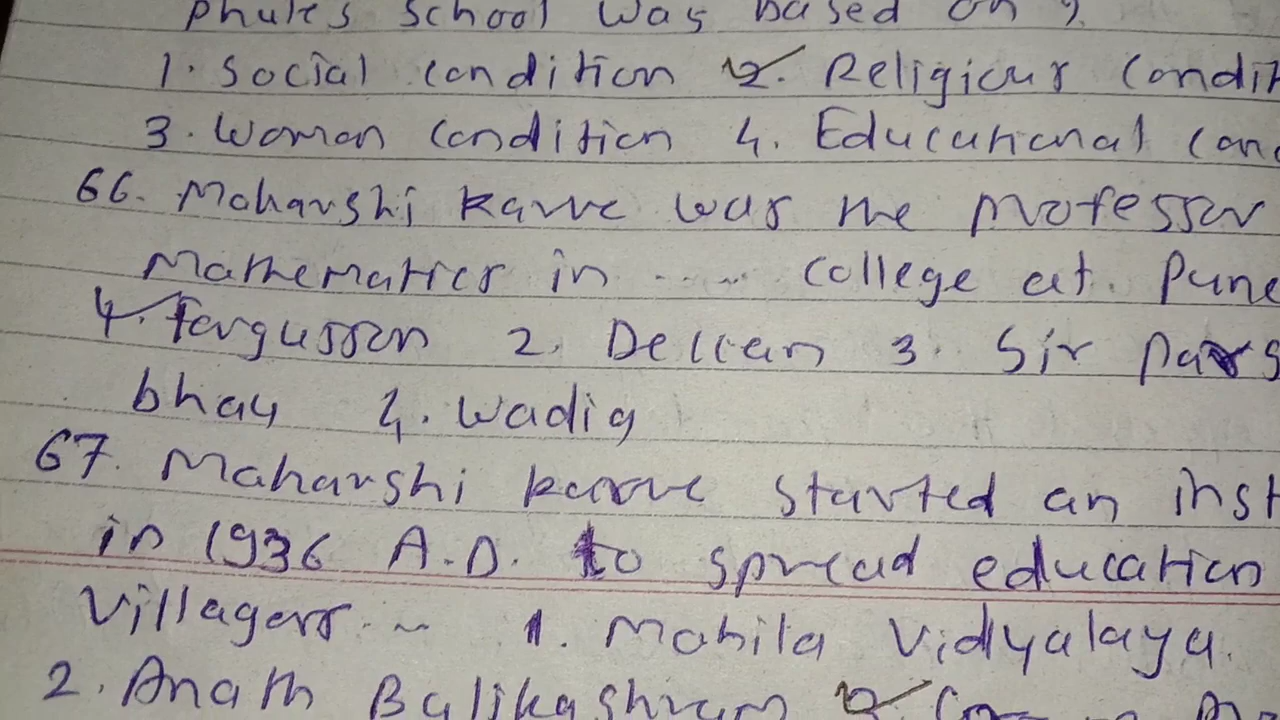 Phule's School was based on ?
1. Social condition 2. Religious Condit
3. Woman condition 4. Educational Con
66. Maharshi Karve was the professor
Mathematics in ..... College at. Pune
1. Fergusson 2. Deccan 3. Sir Pars
bhau 4. Wadia
67. Maharshi Karve started an inst
in 1936 A.D. to spread education
villagers... 1. Mahila Vidyalaya.
2. Anath Balikashram